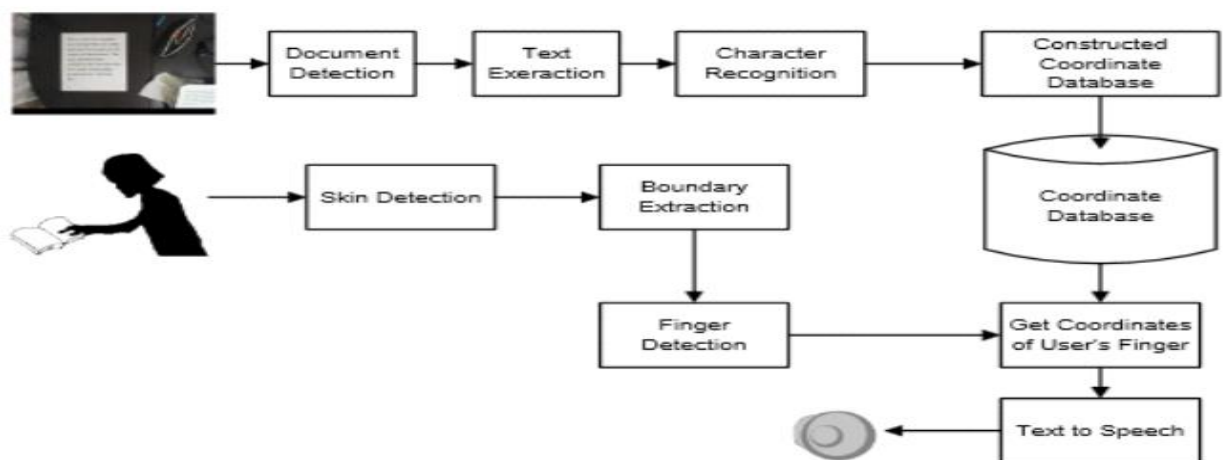 Document
Detection
Text
Exeraction
Character
Recognition
Constructed
Coordinate
Database
Skin Detection
Boundary
Extraction
Coordinate
Database
Finger
Detection
Get Coordinates
of User's Finger
Text to Speech